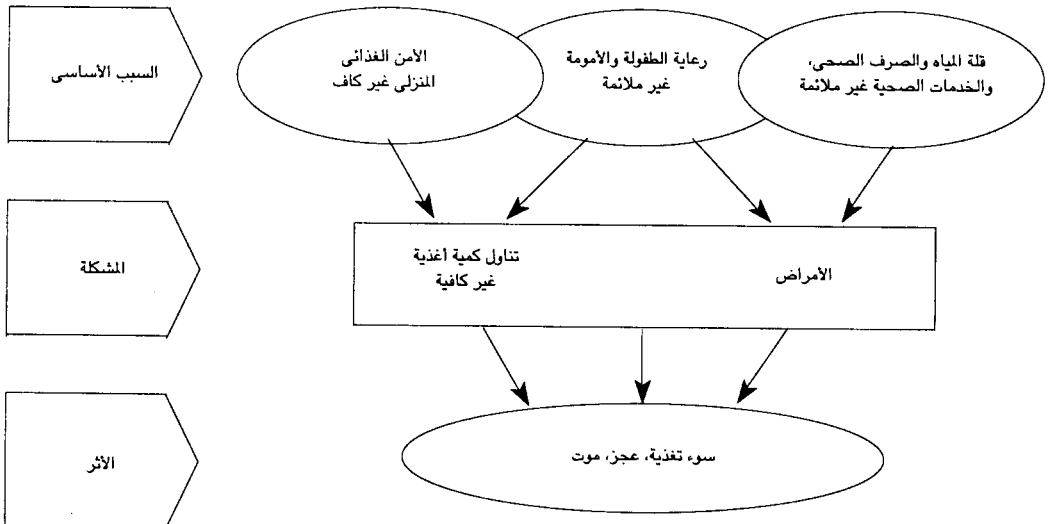 السبب الأساسى
قلة المياه والصرف الصحى،
والخدمات الصحية غير ملائمة
رعاية الطفولة والأمومة
غير ملائمة
الأمن الغذائى
المنزلى غير كاف
المشكلة
الأمراض
تناول كمية أغذية
غير كافية
الأثر
سوء تغذية، عجز، موت